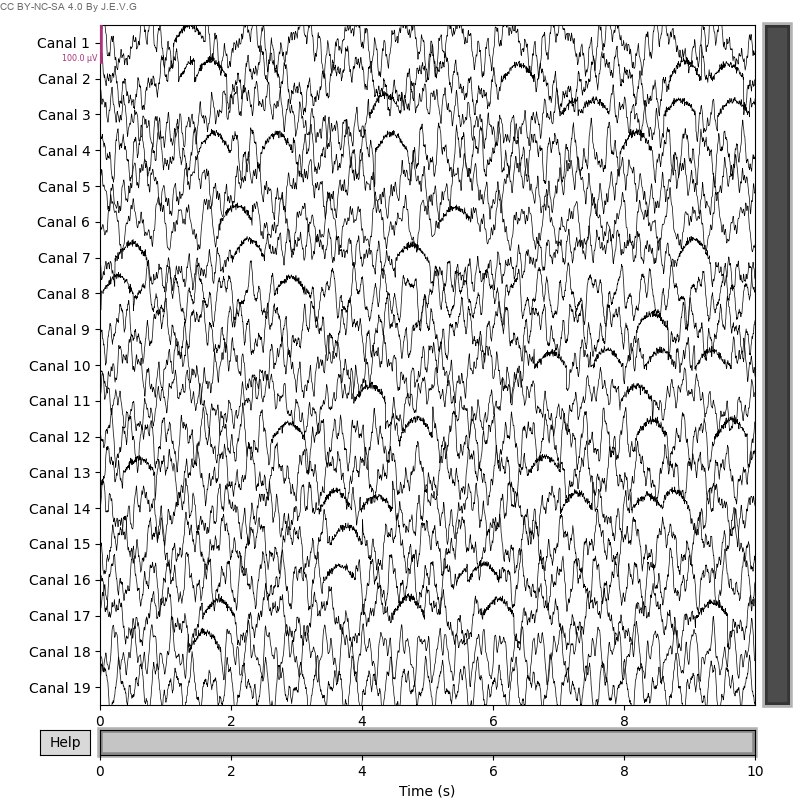 CC BY-NC-SA 4.0 By J.E.V.G
Canal 1
100.0 µV
Canal 2
Canal 3
Canal 4
Canal 5
Canal 6
Canal 7
Canal 8
Canal 9
Canal 10
Canal 11
Canal 12
Canal 13
Canal 14
Canal 15
Canal 16
Canal 17
Canal 18
Canal 19
0 2 4 6 8
Help
0 2 4 6 8 10
Time (s)